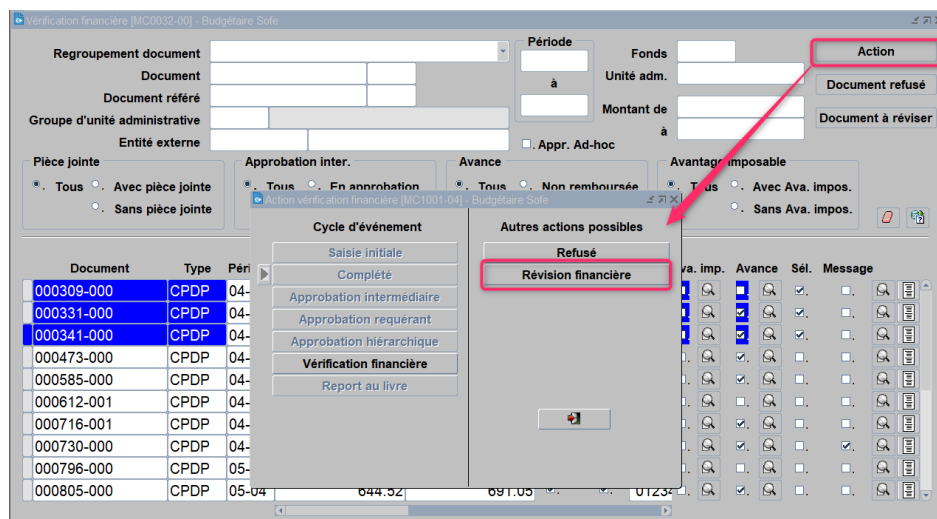 Vérification financière [MC0032-00] - Budgétaire Sofe
Regroupement document
Période
Fonds
Action
Document
à
Unité adm.
Document refusé
Document référé
Montant de
Groupe d'unité administrative
Document à réviser
Entité externe
Appr. Ad-hoc
à
Pièce jointe
Approbation inter.
Avance
Avantage imposable
Tous Avec pièce jointe
Tous En approbation
Tous Non remboursée
Tous Avec Ava. impos.
Sans pièce jointe
Sans Ava. impos.
Action vérification financière [MC1001-04] - Budgétaire Sofe
Cycle d'événement
Autres actions possibles
Saisie initiale
Refusé
Complété
Révision financière
Approbation intermédiaire
Approbation requérant
Approbation hiérarchique
Vérification financière
Report au livre
Document Type Péri va. imp. Avance Sél. Message
000309-000 CPDP 04-
000331-000 CPDP 04-
000341-000 CPDP 04-
000473-000 CPDP 04-
000585-000 CPDP 04-
000612-001 CPDP 04-
000716-001 CPDP 04-
000730-000 CPDP 04-
000796-000 CPDP 05-
000805-000 CPDP 05-04 644.52 691.05 01234